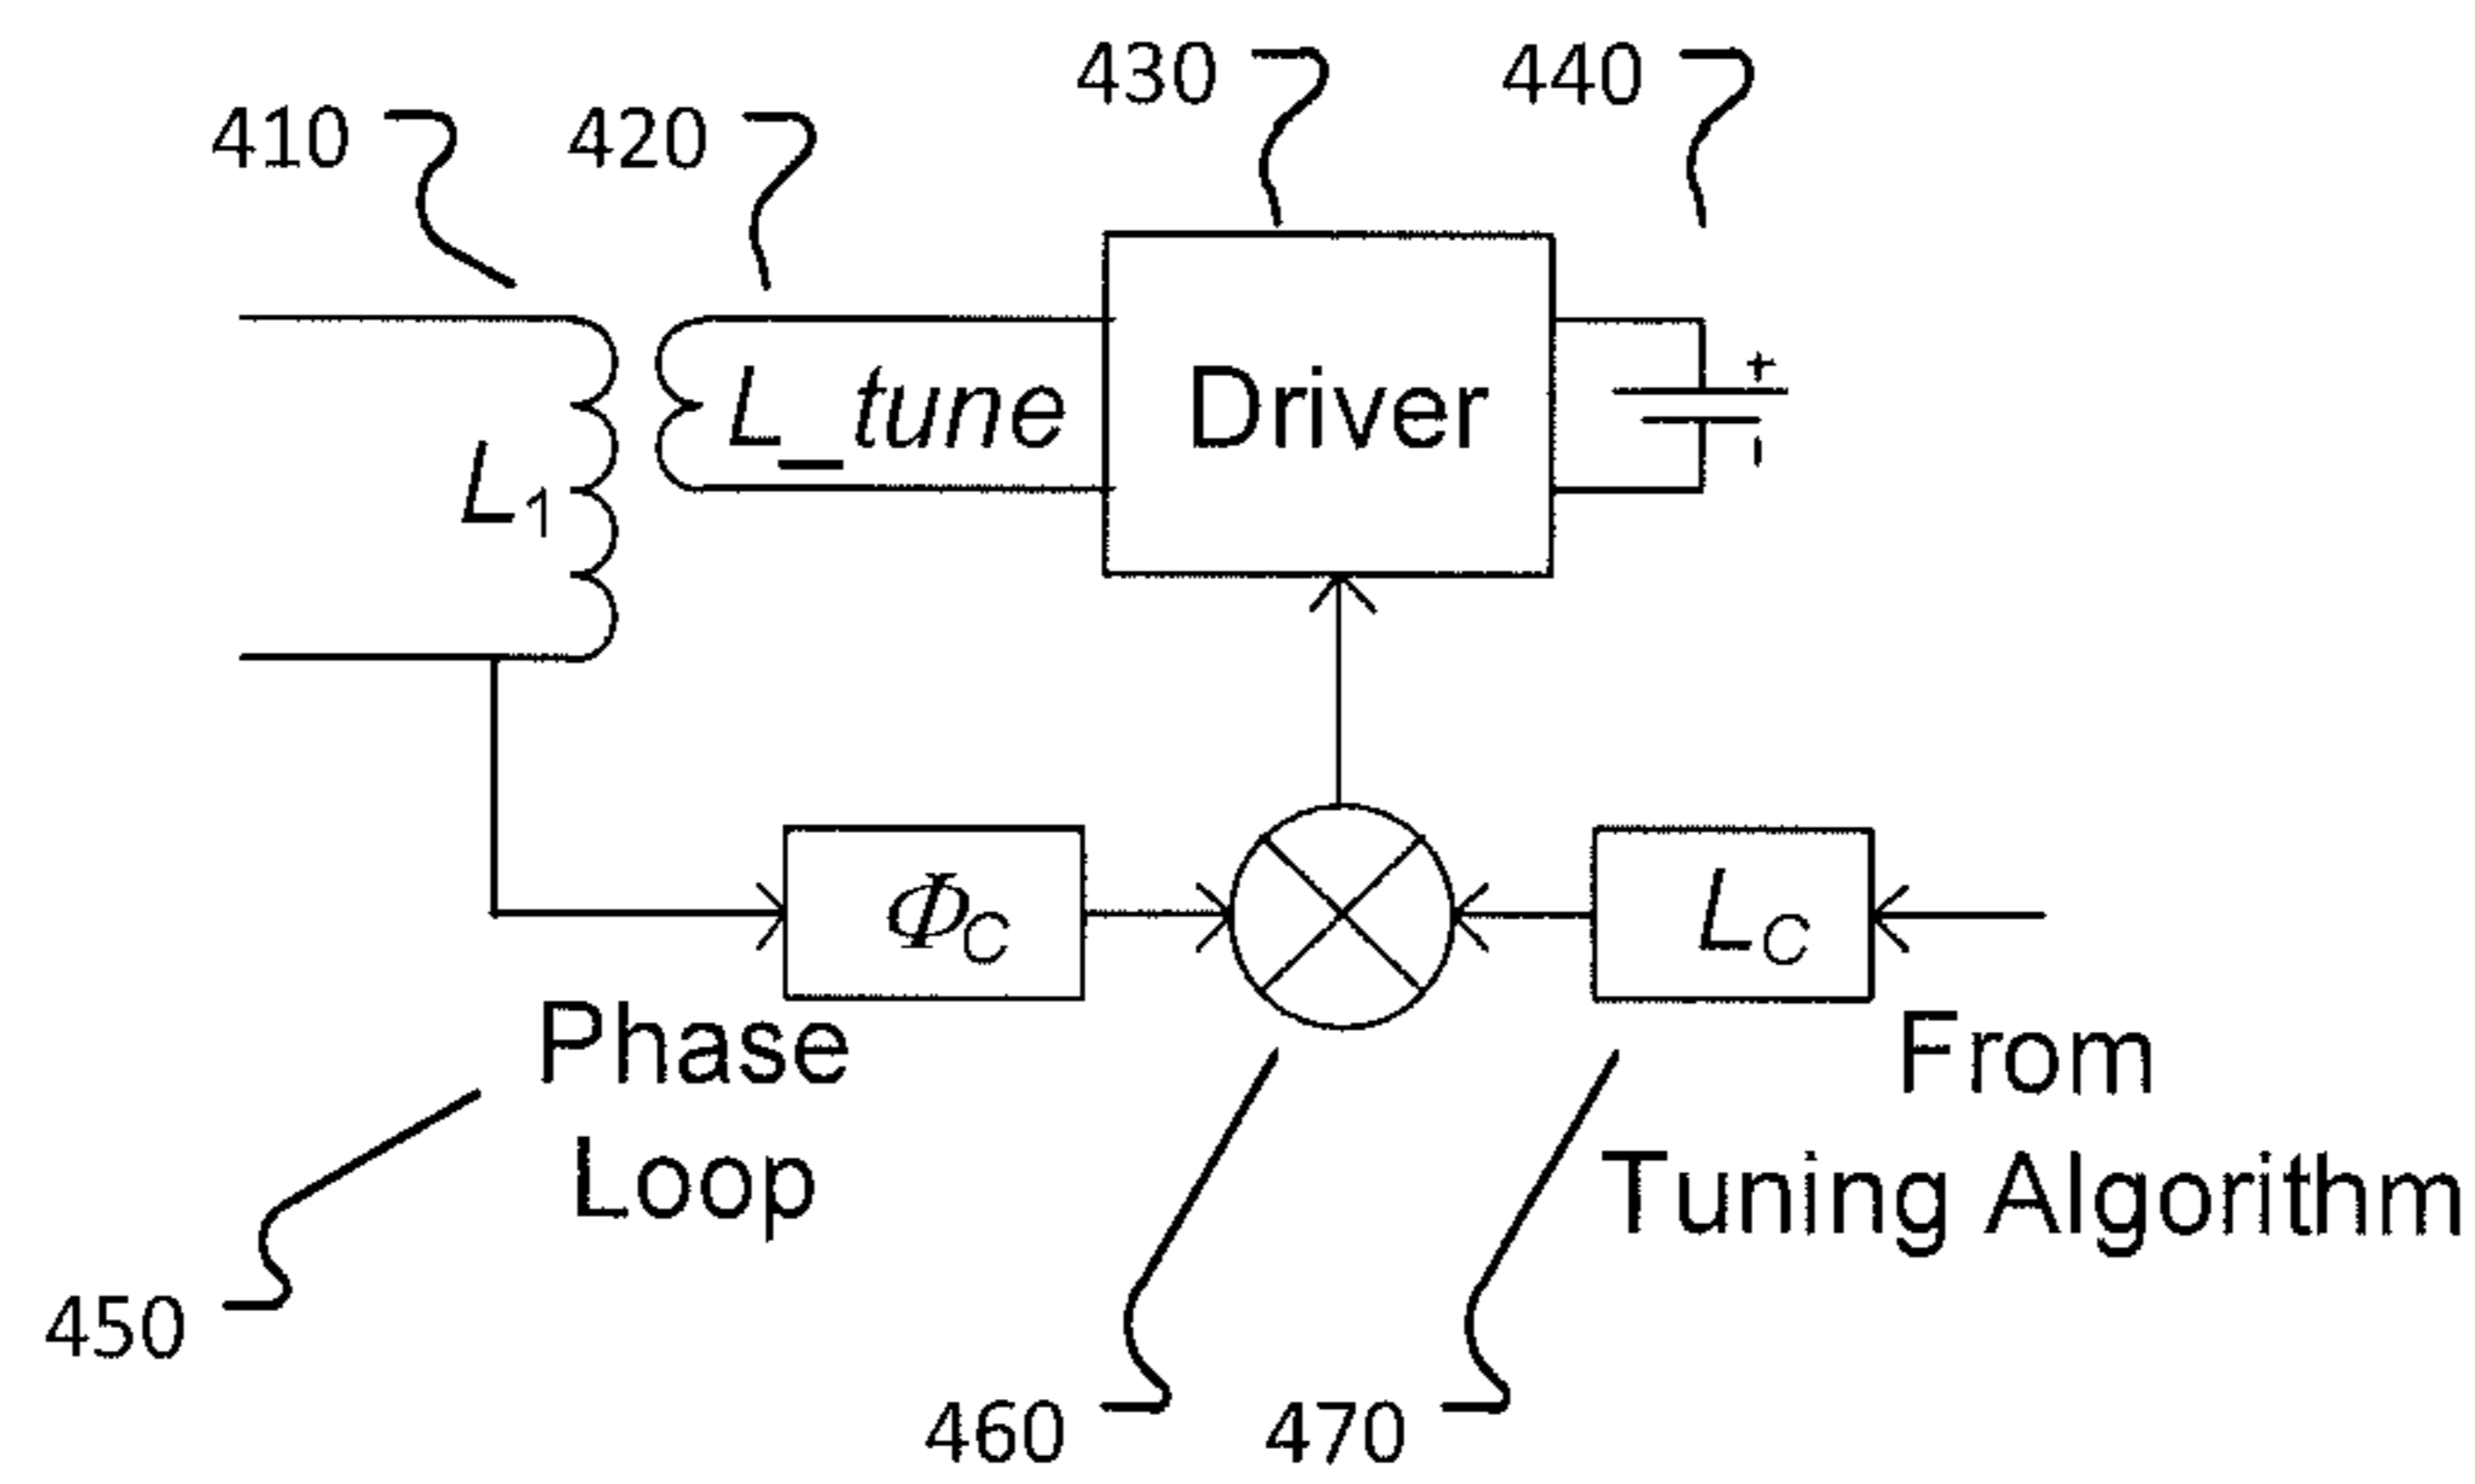 430
440
410
420
L_tune
Driver
+
-
L1
ΦC
LC
Phase
Loop
From
Tuning Algorithm
450
460
470